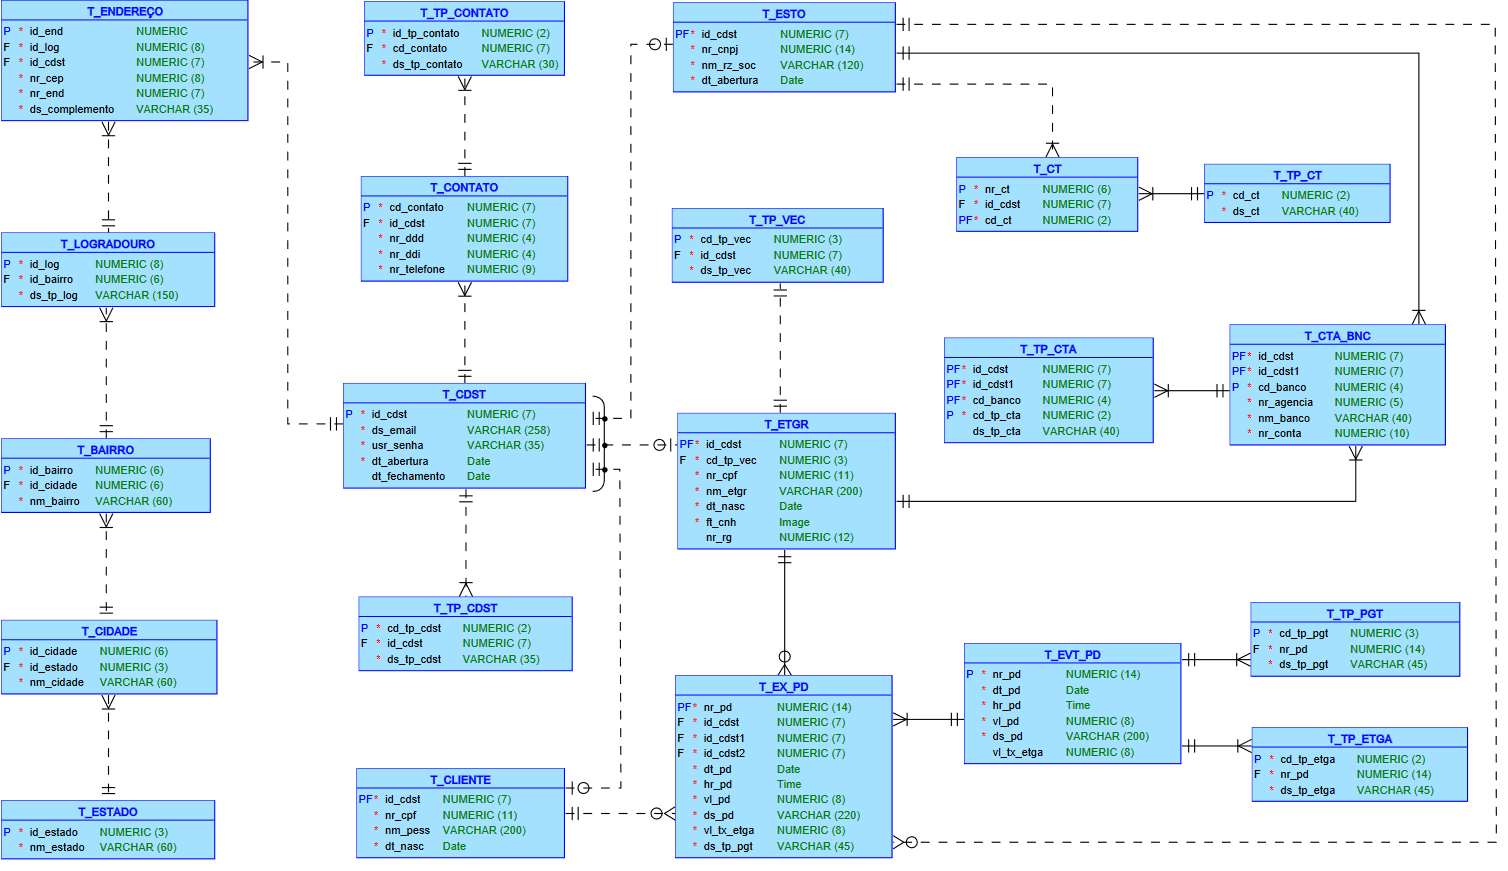 T_ENDEREÇO
P * id_end NUMERIC
F * id_log NUMERIC (8)
F * id_cdst NUMERIC (7)
* nr_cep NUMERIC (8)
* nr_end NUMERIC (7)
* ds_complemento VARCHAR (35)
T_LOGRADOURO
P * id_log NUMERIC (8)
F * id_bairro NUMERIC (6)
* ds_tp_log VARCHAR (150)
T_BAIRRO
P * id_bairro NUMERIC (6)
F * id_cidade NUMERIC (6)
* nm_bairro VARCHAR (60)
T_CIDADE
P * id_cidade NUMERIC (6)
F * id_estado NUMERIC (3)
* nm_cidade VARCHAR (60)
T_ESTADO
P * id_estado NUMERIC (3)
* nm_estado VARCHAR (60)
T_TP_CONTATO
P * id_tp_contato NUMERIC (2)
F * cd_contato NUMERIC (7)
* ds_tp_contato VARCHAR (30)
T_CONTATO
P * cd_contato NUMERIC (7)
F * id_cdst NUMERIC (7)
* nr_ddd NUMERIC (4)
* nr_ddi NUMERIC (4)
* nr_telefone NUMERIC (9)
T_CDST
P * id_cdst NUMERIC (7)
* ds_email VARCHAR (258)
* usr_senha VARCHAR (35)
* dt_abertura Date
dt_fechamento Date
T_TP_CDST
P * cd_tp_cdst NUMERIC (2)
F * id_cdst NUMERIC (7)
* ds_tp_cdst VARCHAR (35)
T_CLIENTE
PF* id_cdst NUMERIC (7)
* nr_cpf NUMERIC (11)
* nm_pess VARCHAR (200)
* dt_nasc Date
T_ESTO
PF* id_cdst NUMERIC (7)
* nr_cnpj NUMERIC (14)
* nm_rz_soc VARCHAR (120)
* dt_abertura Date
T_TP_VEC
P * cd_tp_vec NUMERIC (3)
F * id_cdst NUMERIC (7)
* ds_tp_vec VARCHAR (40)
T_ETGR
PF* id_cdst NUMERIC (7)
F * cd_tp_vec NUMERIC (3)
* nr_cpf NUMERIC (11)
* nm_etgr VARCHAR (200)
* dt_nasc Date
* ft_cnh Image
nr_rg NUMERIC (12)
T_EX_PD
PF* nr_pd NUMERIC (14)
F * id_cdst NUMERIC (7)
F * id_cdst1 NUMERIC (7)
F * id_cdst2 NUMERIC (7)
* dt_pd Date
* hr_pd Time
* vl_pd NUMERIC (8)
* ds_pd VARCHAR (220)
* vl_tx_etga NUMERIC (8)
* ds_tp_pgt VARCHAR (45)
T_CT
P * nr_ct NUMERIC (6)
F * id_cdst NUMERIC (7)
PF* cd_ct NUMERIC (2)
T_TP_CT
P * cd_ct NUMERIC (2)
* ds_ct VARCHAR (40)
T_TP_CTA
PF* id_cdst NUMERIC (7)
PF* id_cdst1 NUMERIC (7)
PF* cd_banco NUMERIC (4)
P * cd_tp_cta NUMERIC (2)
ds_tp_cta VARCHAR (40)
T_CTA_BNC
PF* id_cdst NUMERIC (7)
PF* id_cdst1 NUMERIC (7)
P * cd_banco NUMERIC (4)
* nr_agencia NUMERIC (5)
* nm_banco VARCHAR (40)
* nr_conta NUMERIC (10)
T_EVT_PD
P * nr_pd NUMERIC (14)
* dt_pd Date
* hr_pd Time
* vl_pd NUMERIC (8)
* ds_pd VARCHAR (200)
vl_tx_etga NUMERIC (8)
T_TP_PGT
P * cd_tp_pgt NUMERIC (3)
F * nr_pd NUMERIC (14)
* ds_tp_pgt VARCHAR (45)
T_TP_ETGA
P * cd_tp_etga NUMERIC (2)
F * nr_pd NUMERIC (14)
* ds_tp_etga VARCHAR (45)